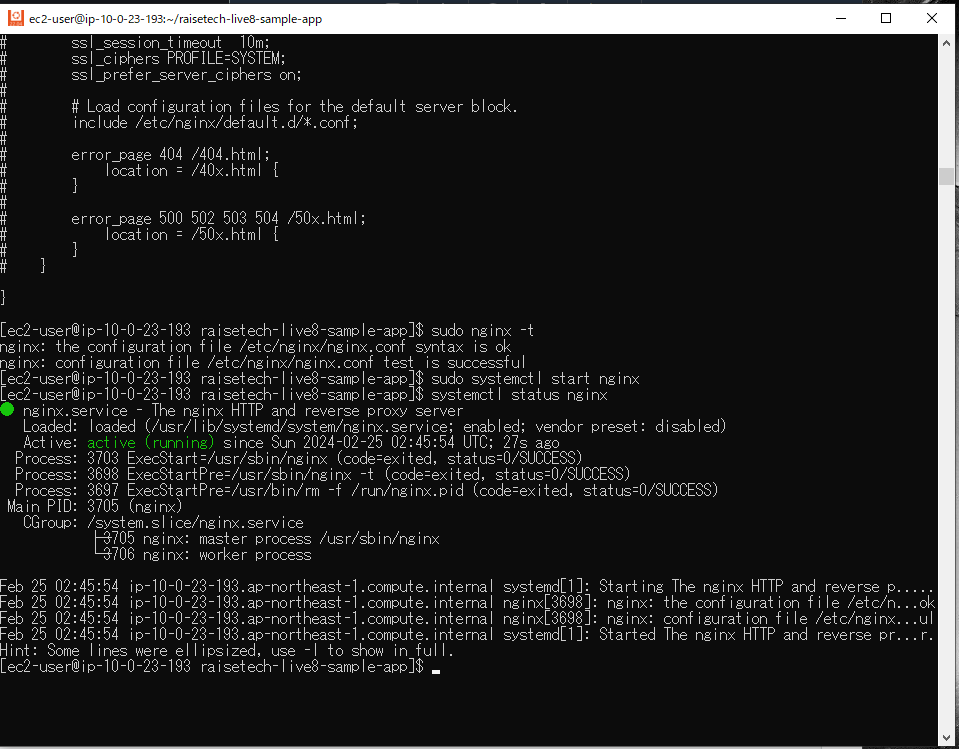 ec2-user@ip-10-0-23-193:~/raisetech-live8-sample-app
#        ssl_session_timeout  10m;
#        ssl_ciphers PROFILE=SYSTEM;
#        ssl_prefer_server_ciphers on;
#
#        # Load configuration files for the default server block.
#        include /etc/nginx/default.d/*.conf;
#
#        error_page 404 /404.html;
#            location = /40x.html {
#        }
#
#        error_page 500 502 503 504 /50x.html;
#            location = /50x.html {
#        }
#    }
}
[ec2-user@ip-10-0-23-193 raisetech-live8-sample-app]$ sudo nginx -t
nginx: the configuration file /etc/nginx/nginx.conf syntax is ok
nginx: configuration file /etc/nginx/nginx.conf test is successful
[ec2-user@ip-10-0-23-193 raisetech-live8-sample-app]$ sudo systemctl start nginx
[ec2-user@ip-10-0-23-193 raisetech-live8-sample-app]$ systemctl status nginx
● nginx.service - The nginx HTTP and reverse proxy server
   Loaded: loaded (/usr/lib/systemd/system/nginx.service; enabled; vendor preset: disabled)
   Active: active (running) since Sun 2024-02-25 02:45:54 UTC; 27s ago
  Process: 3703 ExecStart=/usr/sbin/nginx (code=exited, status=0/SUCCESS)
  Process: 3698 ExecStartPre=/usr/sbin/nginx -t (code=exited, status=0/SUCCESS)
  Process: 3697 ExecStartPre=/usr/bin/rm -f /run/nginx.pid (code=exited, status=0/SUCCESS)
 Main PID: 3705 (nginx)
   CGroup: /system.slice/nginx.service
           ├─3705 nginx: master process /usr/sbin/nginx
           └─3706 nginx: worker process
Feb 25 02:45:54 ip-10-0-23-193.ap-northeast-1.compute.internal systemd[1]: Starting The nginx HTTP and reverse p.....
Feb 25 02:45:54 ip-10-0-23-193.ap-northeast-1.compute.internal nginx[3698]: nginx: the configuration file /etc/n...ok
Feb 25 02:45:54 ip-10-0-23-193.ap-northeast-1.compute.internal nginx[3698]: nginx: configuration file /etc/nginx...ul
Feb 25 02:45:54 ip-10-0-23-193.ap-northeast-1.compute.internal systemd[1]: Started The nginx HTTP and reverse pr...r.
Hint: Some lines were ellipsized, use -l to show in full.
[ec2-user@ip-10-0-23-193 raisetech-live8-sample-app]$